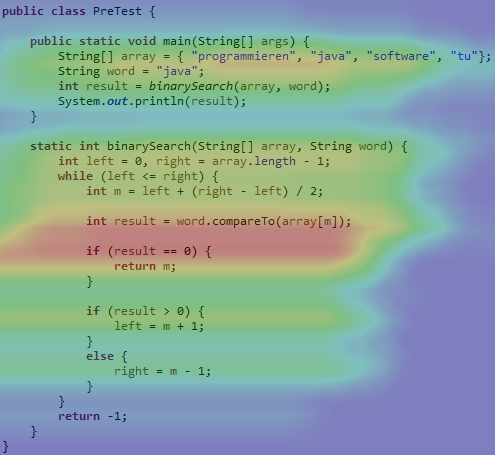 public class PreTest {
public static void main(String[] args) {
String[] array = { "programmieren", "java", "software", "tu"};
String word = "java";
int result = binarySearch(array, word);
System.out.println(result);
}
static int binarySearch(String[] array, String word) {
int left = 0, right = array.length - 1;
while (left <= right) {
int m = left + (right - left) / 2;
int result = word.compareTo(array[m]);
if (result == 0) {
return m;
}
if (result > 0) {
left = m + 1;
}
else {
right = m - 1;
}
}
return -1;
}
}